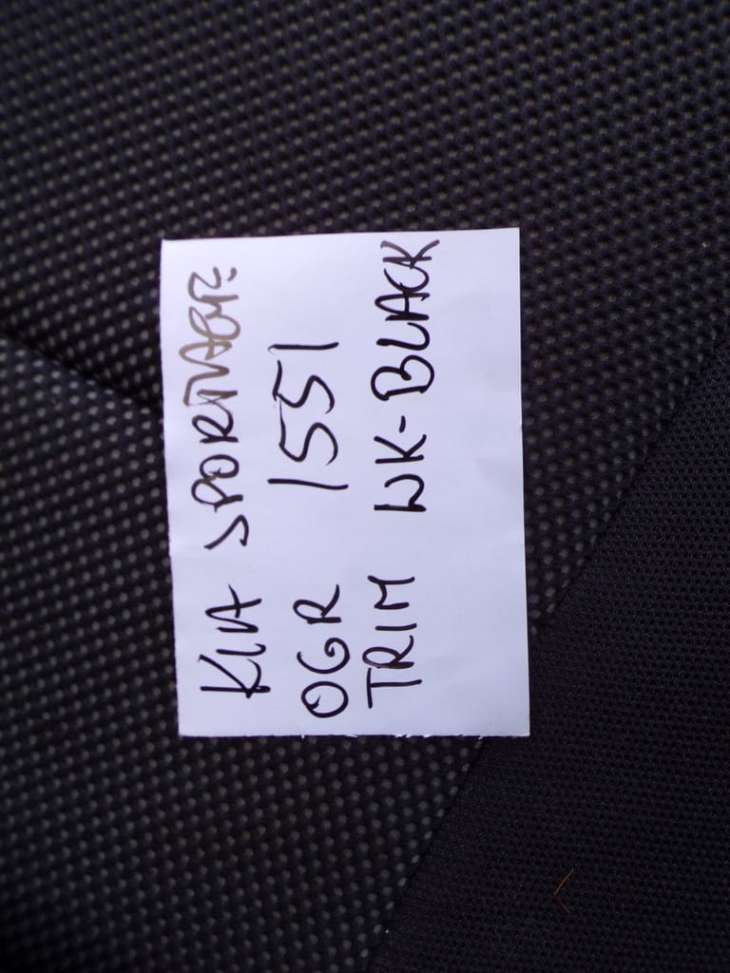 KIA SPORTAGE
OGR 1551
TRIM WK-BLACK